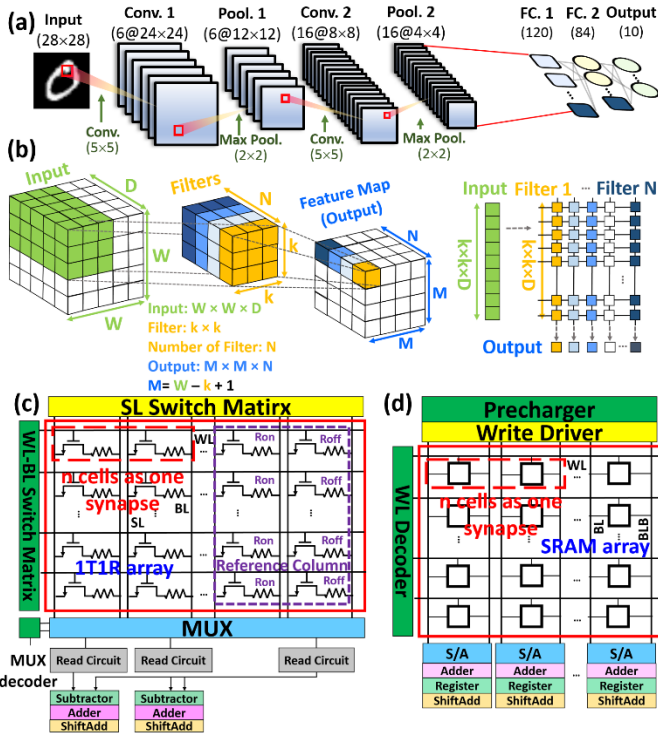 (a)
Input
(28×28)
Conv. 1
(6@24×24)
Pool. 1
(6@12×12)
Conv. 2
(16@8×8)
Pool. 2
(16@4×4)
FC. 1
(120)
FC. 2
(84)
Output
(10)
Conv.
(5×5)
Max Pool.
(2×2)
Conv.
(5×5)
Max Pool.
(2×2)
(b)
Input
D
W
W
Filters
N
k
k
Feature Map
(Output)
N
M
M
Input: W × W × D
Filter: k × k
Number of Filter: N
Output: M × M × N
M= W − k + 1
Input
Filter 1 ... Filter N
k×k×D
k×k×D
Output
(c)
SL Switch Matirx
WL-BL Switch Matrix
WL
Ron
Roff
n cells as one
synapse
BL
SL
Ron
Roff
1T1R array
Reference Column
Ron
Roff
Ron
Roff
MUX
MUX
decoder
Read Circuit
Read Circuit
Read Circuit
Subtractor
Adder
ShiftAdd
Subtractor
Adder
ShiftAdd
(d)
Precharger
Write Driver
WL Decoder
WL
n cells as one
synapse
BL
BLB
SRAM array
S/A
Adder
Register
ShiftAdd
S/A
Adder
Register
ShiftAdd
S/A
Adder
Register
ShiftAdd